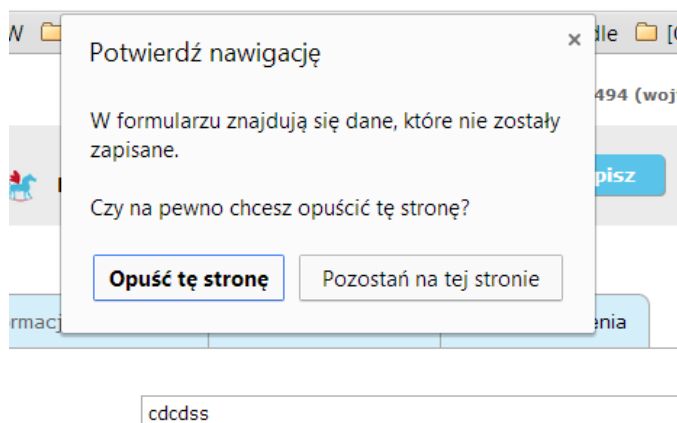 Potwierdź nawigację
W formularzu znajdują się dane, które nie zostały
zapisane.
Czy na pewno chcesz opuścić tę stronę?
Opuść tę stronę
Pozostań na tej stronie
494 (woj
pisz
rmacj
enia
cdcdss